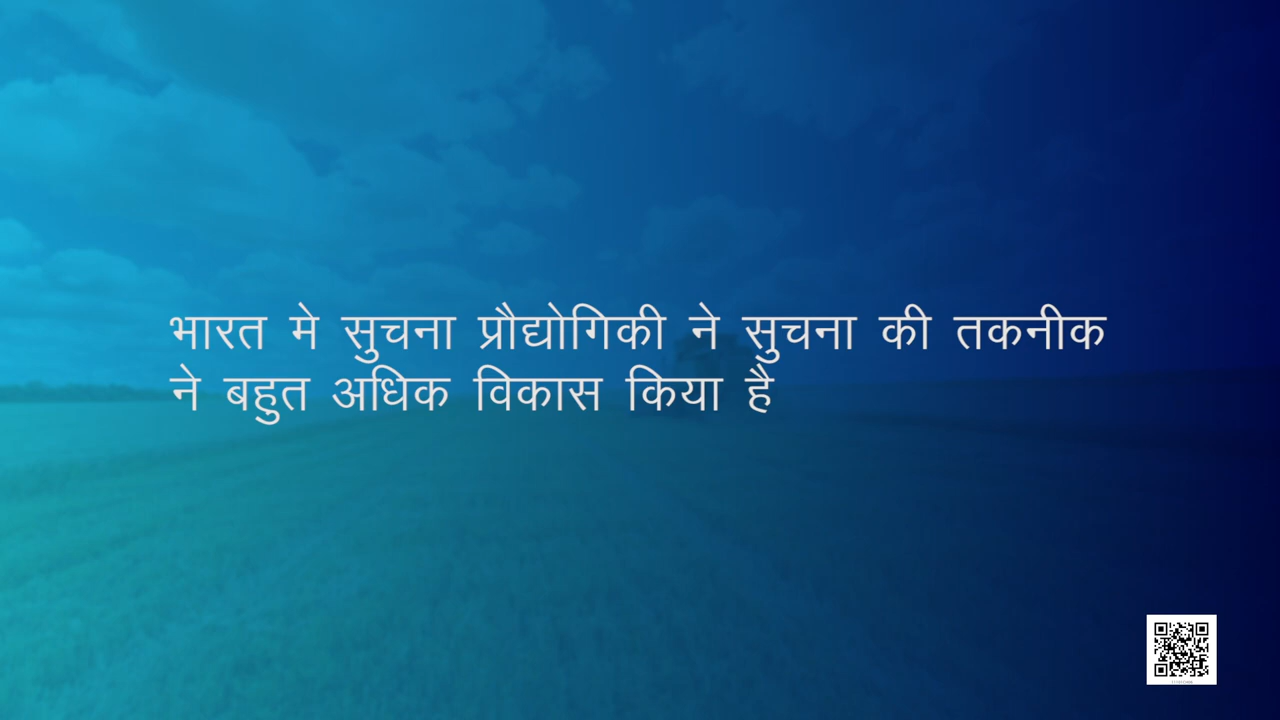 भारत मे सुचना प्रौद्योगिकी ने सुचना की तकनीक
ने बहुत अधिक विकास किया है